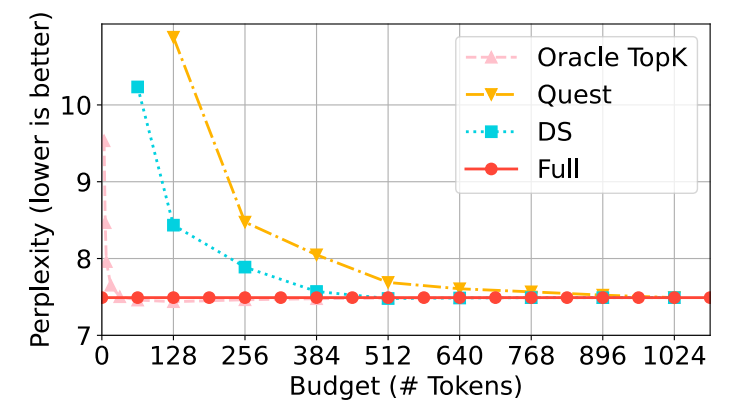 Perplexity (lower is better)
10
9
8
7
Oracle TopK
Quest
DS
Full
0 128 256 384 512 640 768 896 1024
Budget (# Tokens)